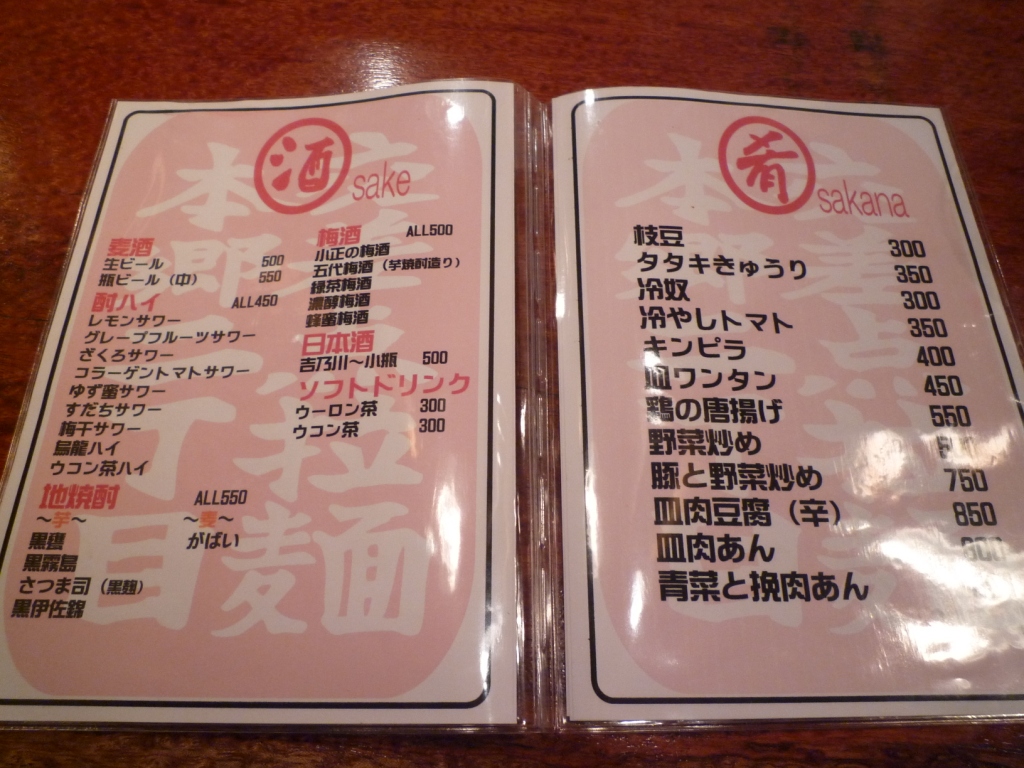 酒 sake
麦酒
生ビール 500
瓶ビール（中） 550
酎ハイ ALL450
レモンサワー
グレープフルーツサワー
ざくろサワー
コラーゲントマトサワー
ゆず蜜サワー
すだちサワー
梅干サワー
烏龍ハイ
ウコン茶ハイ
地焼酎 ALL550
～芋～ ～麦～
黒甕 がばい
黒霧島
さつま司（黒麹）
黒伊佐錦
梅酒 ALL500
小正の梅酒
五代梅酒（芋焼酎造り）
緑茶梅酒
濃醇梅酒
蜂蜜梅酒
日本酒
吉乃川～小瓶 500
ソフトドリンク
ウーロン茶 300
ウコン茶 300
肴 sakana
枝豆 300
タタキきゅうり 350
冷奴 300
冷やしトマト 350
キンピラ 400
皿ワンタン 450
鶏の唐揚げ 550
野菜炒め
豚と野菜炒め 750
皿肉豆腐（辛） 850
皿肉あん
青菜と挽肉あん